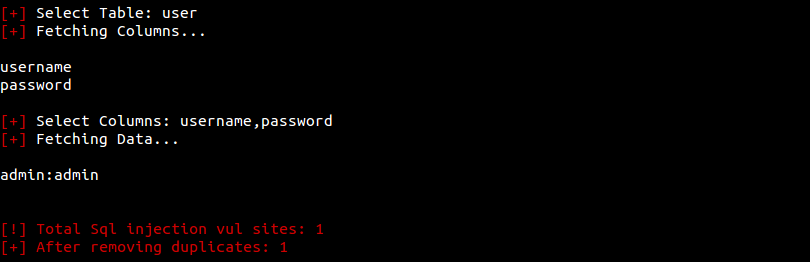 [+] Select Table: user
[+] Fetching Columns...
username
password
[+] Select Columns: username,password
[+] Fetching Data...
admin:admin
[!] Total Sql injection vul sites: 1
[+] After removing duplicates: 1